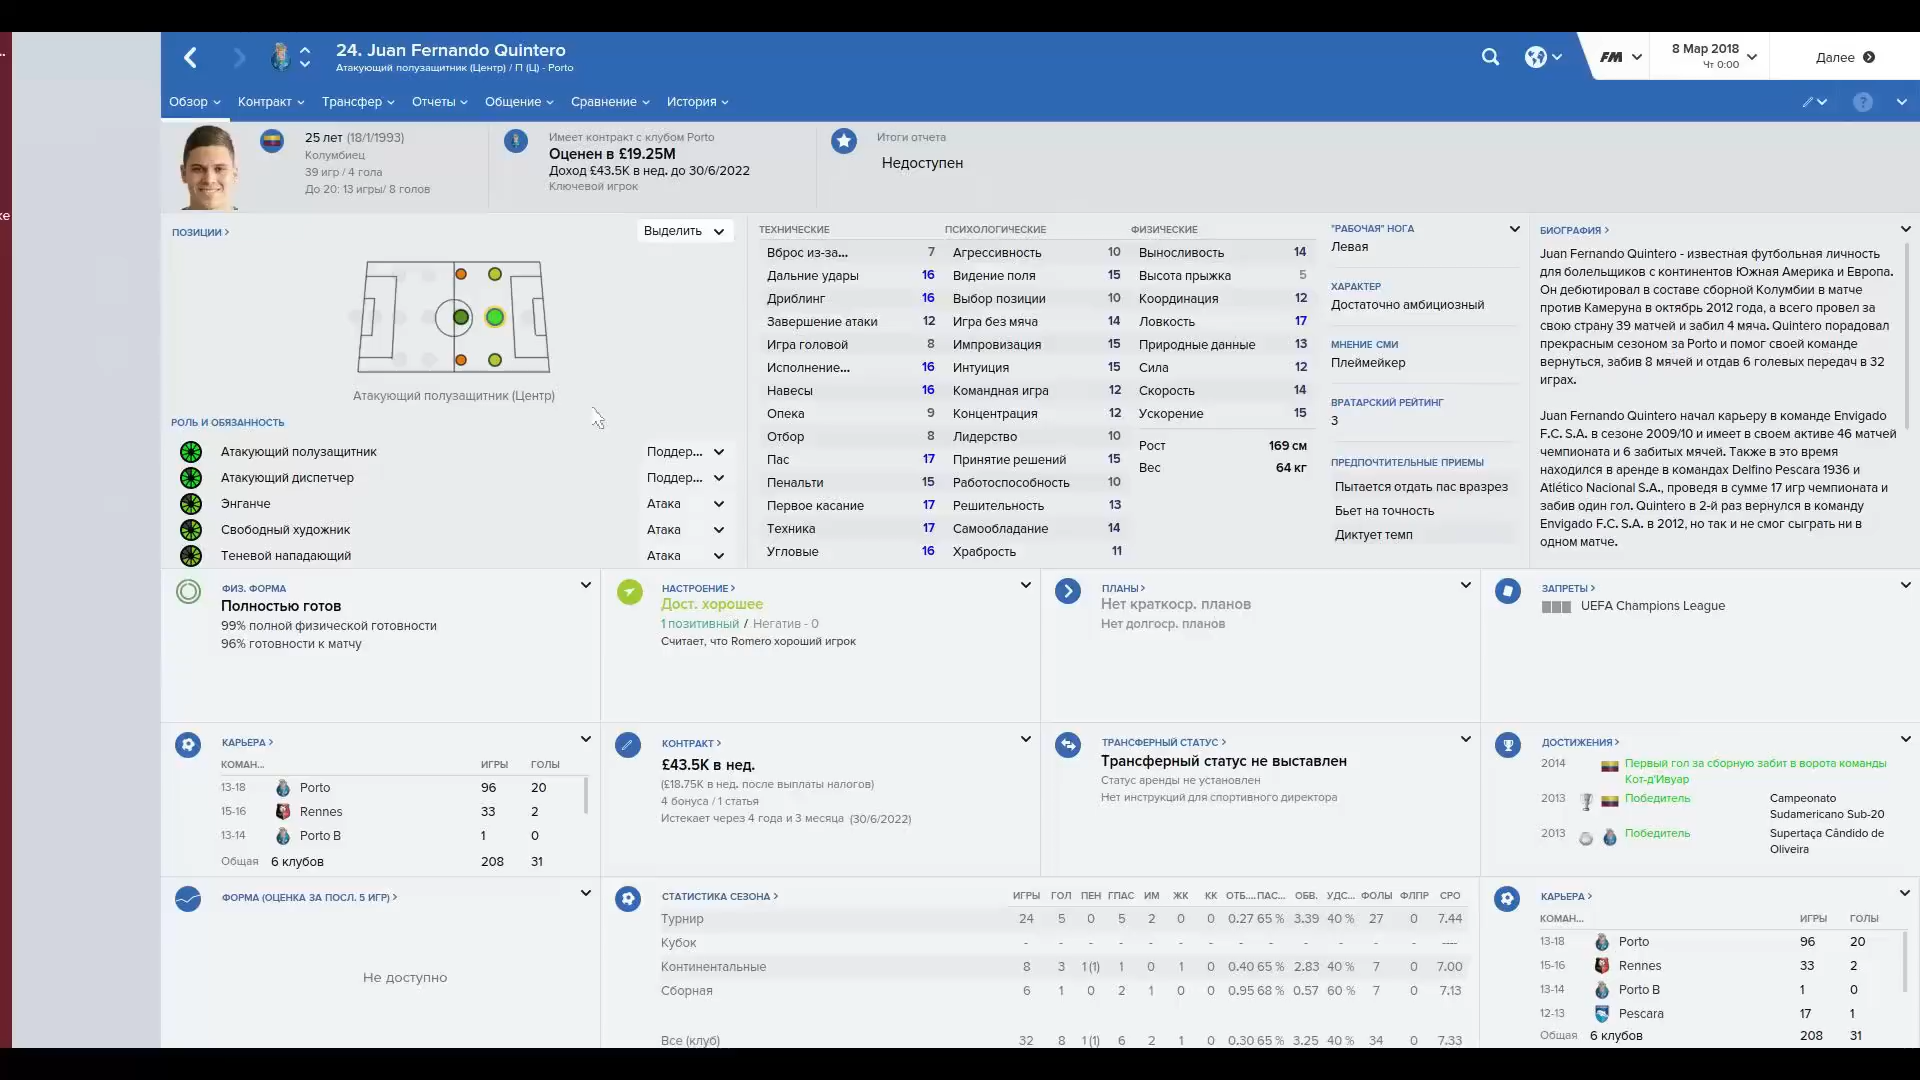 24. Juan Fernando Quintero
Атакующий полузащитник (Центр) / П (Ц) - Porto
FM
8 Мар 2018
Чт 0:00
Далее
Обзор Контракт Трансфер Отчеты Общение Сравнение История
?
25 лет (18/1/1993)
Колумбиец
39 игр / 4 гола
До 20: 13 игры/ 8 голов
Имеет контракт с клубом Porto
Оценен в £19.25M
Доход £43.5K в нед. до 30/6/2022
Ключевой игрок
Итоги отчета
Недоступен
ПОЗИЦИИ >
Выделить
Атакующий полузащитник (Центр)
РОЛЬ И ОБЯЗАННОСТЬ
Атакующий полузащитник Поддер...
Атакующий диспетчер Поддер...
Энганче Атака
Свободный художник Атака
Теневой нападающий Атака
ТЕХНИЧЕСКИЕ
Вброс из-за... 7
Дальние удары 16
Дриблинг 16
Завершение атаки 12
Игра головой 8
Исполнение... 16
Навесы 16
Опека 9
Отбор 8
Пас 17
Пенальти 15
Первое касание 17
Техника 17
Угловые 16
ПСИХОЛОГИЧЕСКИЕ
Агрессивность 10
Видение поля 15
Выбор позиции 10
Игра без мяча 14
Импровизация 15
Интуиция 15
Командная игра 12
Концентрация 12
Лидерство 10
Принятие решений 15
Работоспособность 10
Решительность 13
Самообладание 14
Храбрость 11
ФИЗИЧЕСКИЕ
Выносливость 14
Высота прыжка 5
Координация 12
Ловкость 17
Природные данные 13
Сила 12
Скорость 14
Ускорение 15
Рост 169 см
Вес 64 кг
"РАБОЧАЯ" НОГА
Левая
ХАРАКТЕР
Достаточно амбициозный
МНЕНИЕ СМИ
Плеймейкер
ВРАТАРСКИЙ РЕЙТИНГ
3
ПРЕДПОЧТИТЕЛЬНЫЕ ПРИЕМЫ
Пытается отдать пас вразрез
Бьет на точность
Диктует темп
БИОГРАФИЯ >
Juan Fernando Quintero - известная футбольная личность
для болельщиков с континентов Южная Америка и Европа.
Он дебютировал в составе сборной Колумбии в матче
против Камеруна в октябрь 2012 года, а всего провел за
свою страну 39 матчей и забил 4 мяча. Quintero порадовал
прекрасным сезоном за Porto и помог своей команде
вернуться, забив 8 мячей и отдав 6 голевых передач в 32
играх.
Juan Fernando Quintero начал карьеру в команде Envigado
F.C. S.A. в сезоне 2009/10 и имеет в своем активе 46 матчей
чемпионата и 6 забитых мячей. Также в это время
находился в аренде в командах Delfino Pescara 1936 и
Atlético Nacional S.A., проведя в сумме 17 игр чемпионата и
забив один гол. Quintero в 2-й раз вернулся в команду
Envigado F.C. S.A. в 2012, но так и не смог сыграть ни в
одном матче.
ФИЗ. ФОРМА
Полностью готов
99% полной физической готовности
96% готовности к матчу
НАСТРОЕНИЕ >
Дост. хорошее
1 позитивный / Негатив - 0
Считает, что Romero хороший игрок
ПЛАНЫ >
Нет краткоср. планов
Нет долгоср. планов
ЗАПРЕТЫ >
UEFA Champions League
КАРЬЕРА >
КОМАН... ИГРЫ ГОЛЫ
13-18 Porto 96 20
15-16 Rennes 33 2
13-14 Porto B 1 0
Общая 6 клубов 208 31
КОНТРАКТ >
£43.5K в нед.
(£18.75K в нед. после выплаты налогов)
4 бонуса / 1 статья
Истекает через 4 года и 3 месяца (30/6/2022)
ТРАНСФЕРНЫЙ СТАТУС >
Трансферный статус не выставлен
Статус аренды не установлен
Нет инструкций для спортивного директора
ДОСТИЖЕНИЯ >
2014 Первый гол за сборную забит в ворота команды
Кот-д'Ивуар
2013 Победитель Campeonato
Sudamericano Sub-20
2013 Победитель Supertaça Cândido de
Oliveira
ФОРМА (ОЦЕНКА ЗА ПОСЛ. 5 ИГР) >
Не доступно
СТАТИСТИКА СЕЗОНА > ИГРЫ ГОЛ ПЕН ГПАС ИМ ЖК КК ОТБ.... ПАС... ОБВ. УДС... ФОЛЫ ФЛПР СРО
Турнир 24 5 0 5 2 0 0 0.27 65 % 3.39 40 % 27 0 7.44
Кубок - - - - - - - - - - - - - ----
Континентальные 8 3 1 (1) 1 0 1 0 0.40 65 % 2.83 40 % 7 0 7.00
Сборная 6 1 0 2 1 0 0 0.95 68 % 0.57 60 % 7 0 7.13
Все (клуб) 32 8 1 (1) 6 2 1 0 0.30 65 % 3.25 40 % 34 0 7.33
КАРЬЕРА >
КОМАН... ИГРЫ ГОЛЫ
13-18 Porto 96 20
15-16 Rennes 33 2
13-14 Porto B 1 0
12-13 Pescara 17 1
Общая 6 клубов 208 31